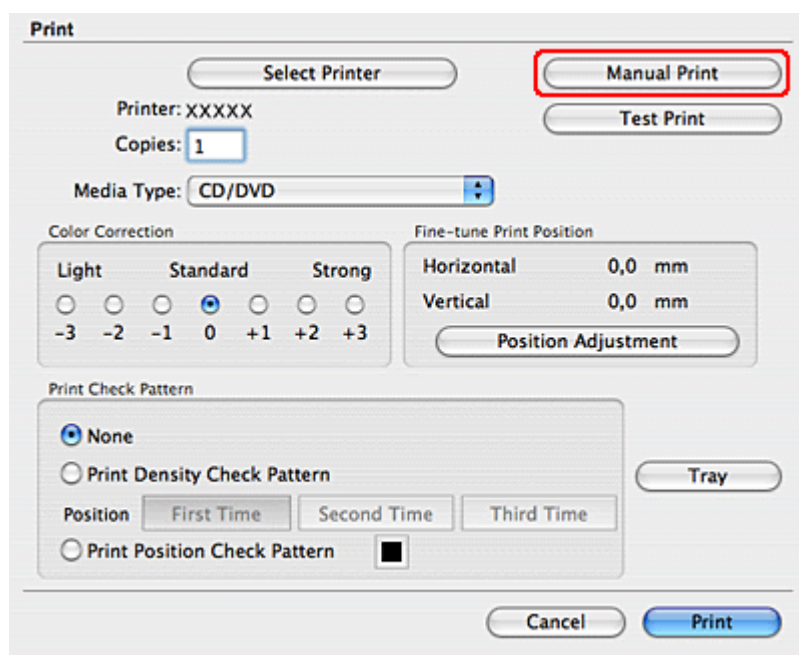 Print
Select Printer
Manual Print
Printer: XXXXX
Test Print
Copies: 1
Media Type: CD/DVD
Color Correction
Fine-tune Print Position
Light Standard Strong
Horizontal 0,0 mm
Vertical 0,0 mm
-3 -2 -1 0 +1 +2 +3
Position Adjustment
Print Check Pattern
None
Print Density Check Pattern
Tray
Position First Time Second Time Third Time
Print Position Check Pattern
Cancel Print